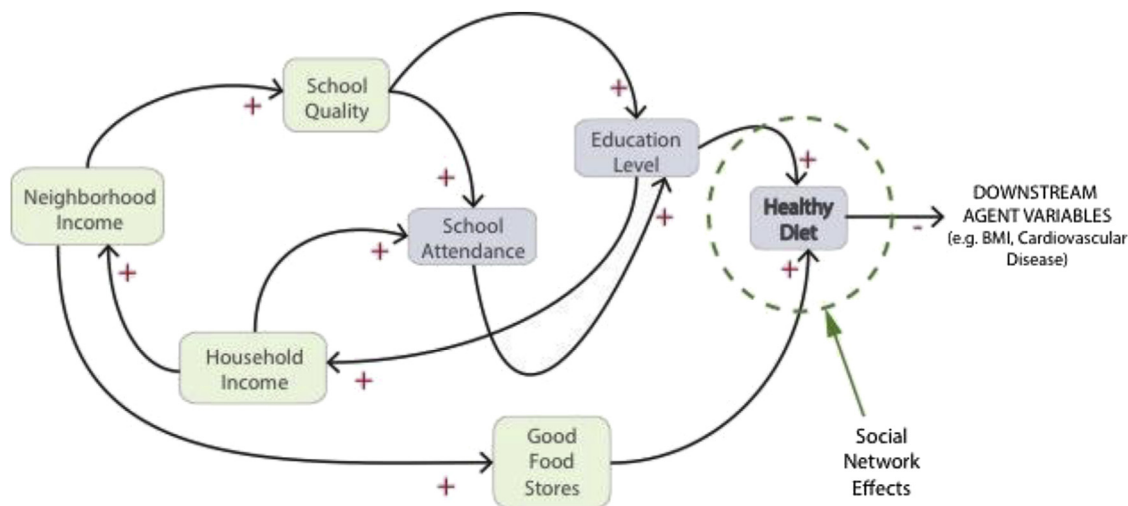 School
Quality
+
+
Education
Level
+
Neighborhood
Income
+
+
School
Attendance
+
+
Healthy
Diet
+
DOWNSTREAM
AGENT VARIABLES
(e.g. BMI, Cardiovascular
Disease)
-
+
Household
Income
+
Good
Food
Stores
+
Social
Network
Effects